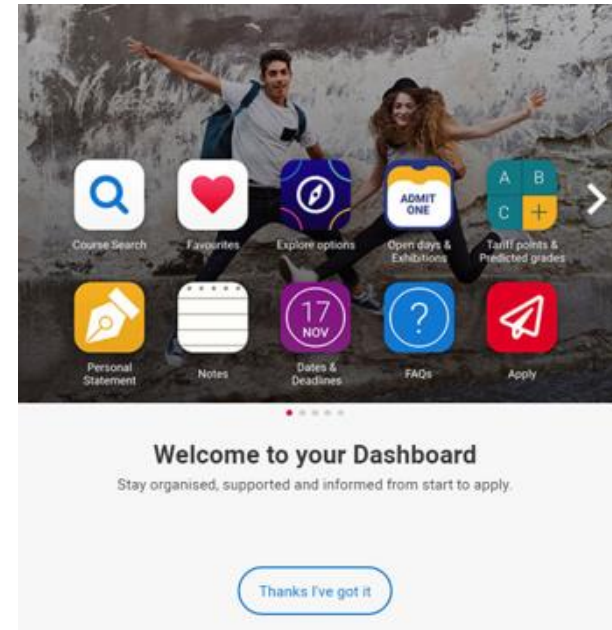 ADMIT
ONE
A B
C +
Course Search
Favourites
Explore options
Open days &
Exhibitions
Tariff points &
Predicted grades
17
NOV
?
Personal
Statement
Notes
Dates &
Deadlines
FAQs
Apply
Welcome to your Dashboard
Stay organised, supported and informed from start to apply.
Thanks I've got it